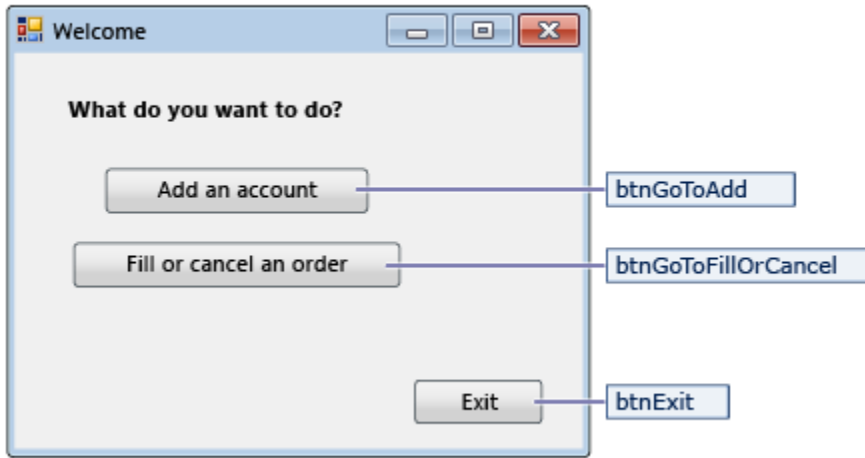 Welcome
What do you want to do?
Add an account
btnGoToAdd
Fill or cancel an order
btnGoToFillOrCancel
Exit
btnExit